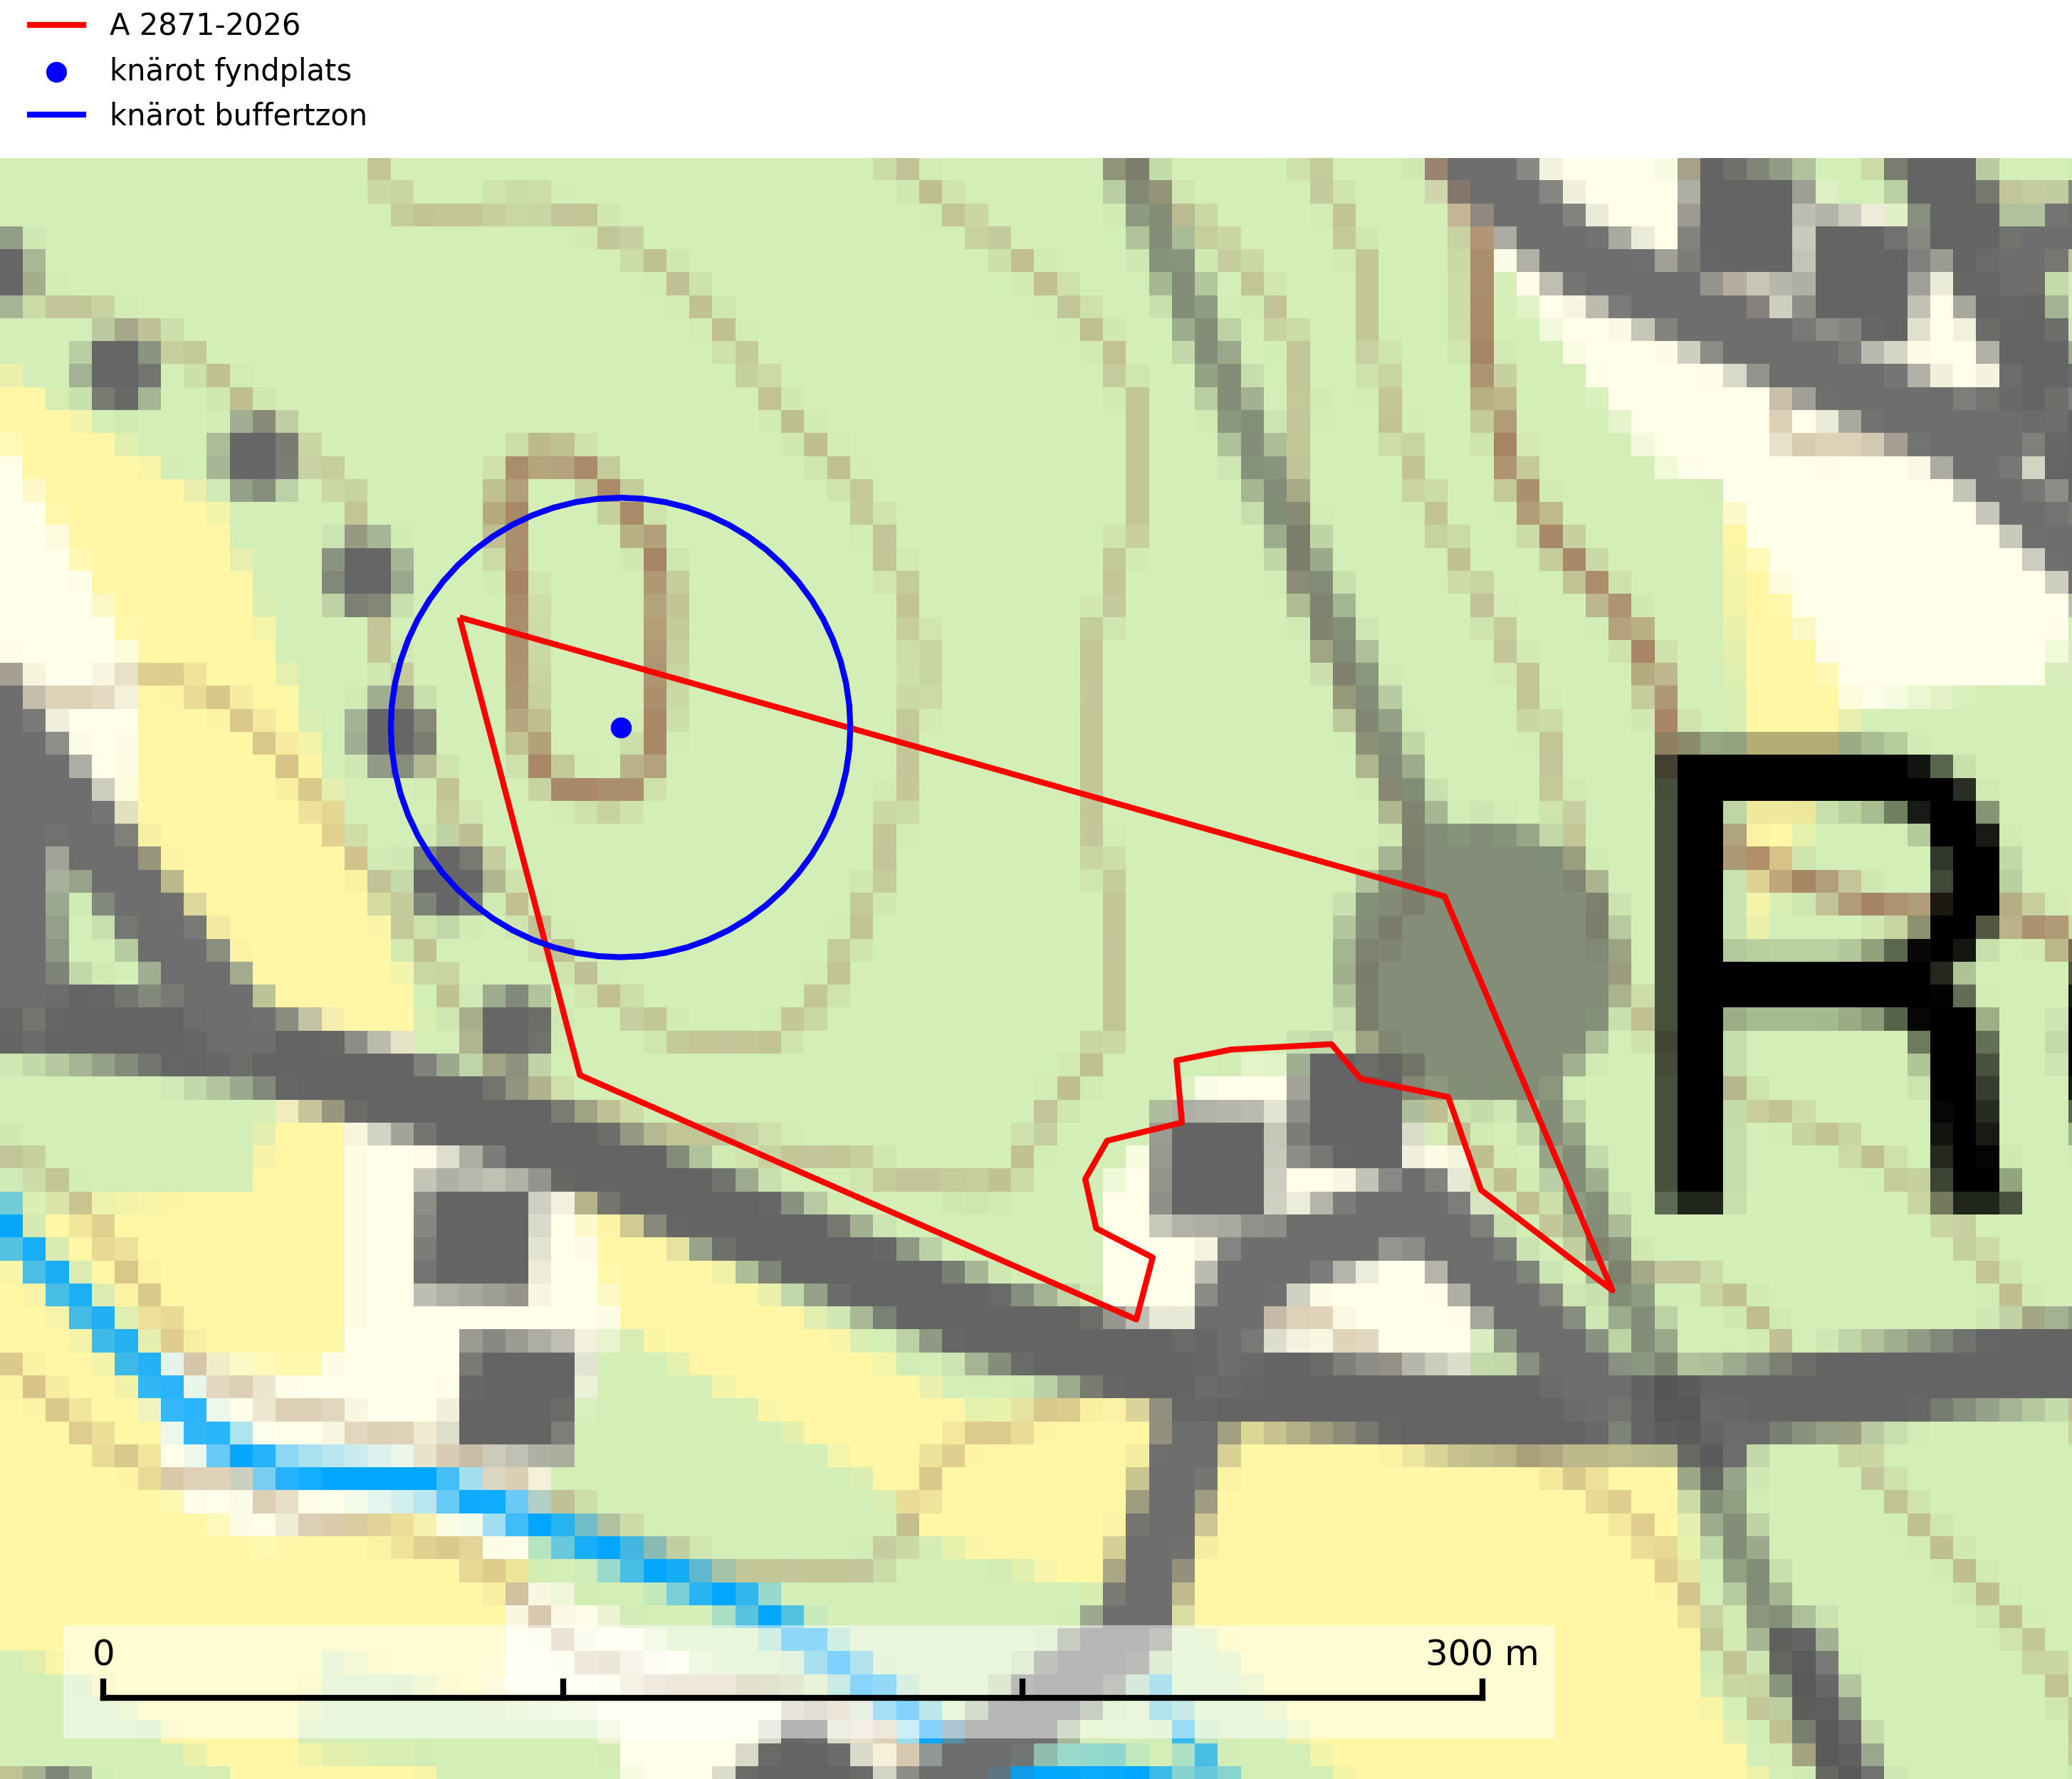 A 2871-2026
knärot fyndplats
knärot buffertzon
R
0 300 m